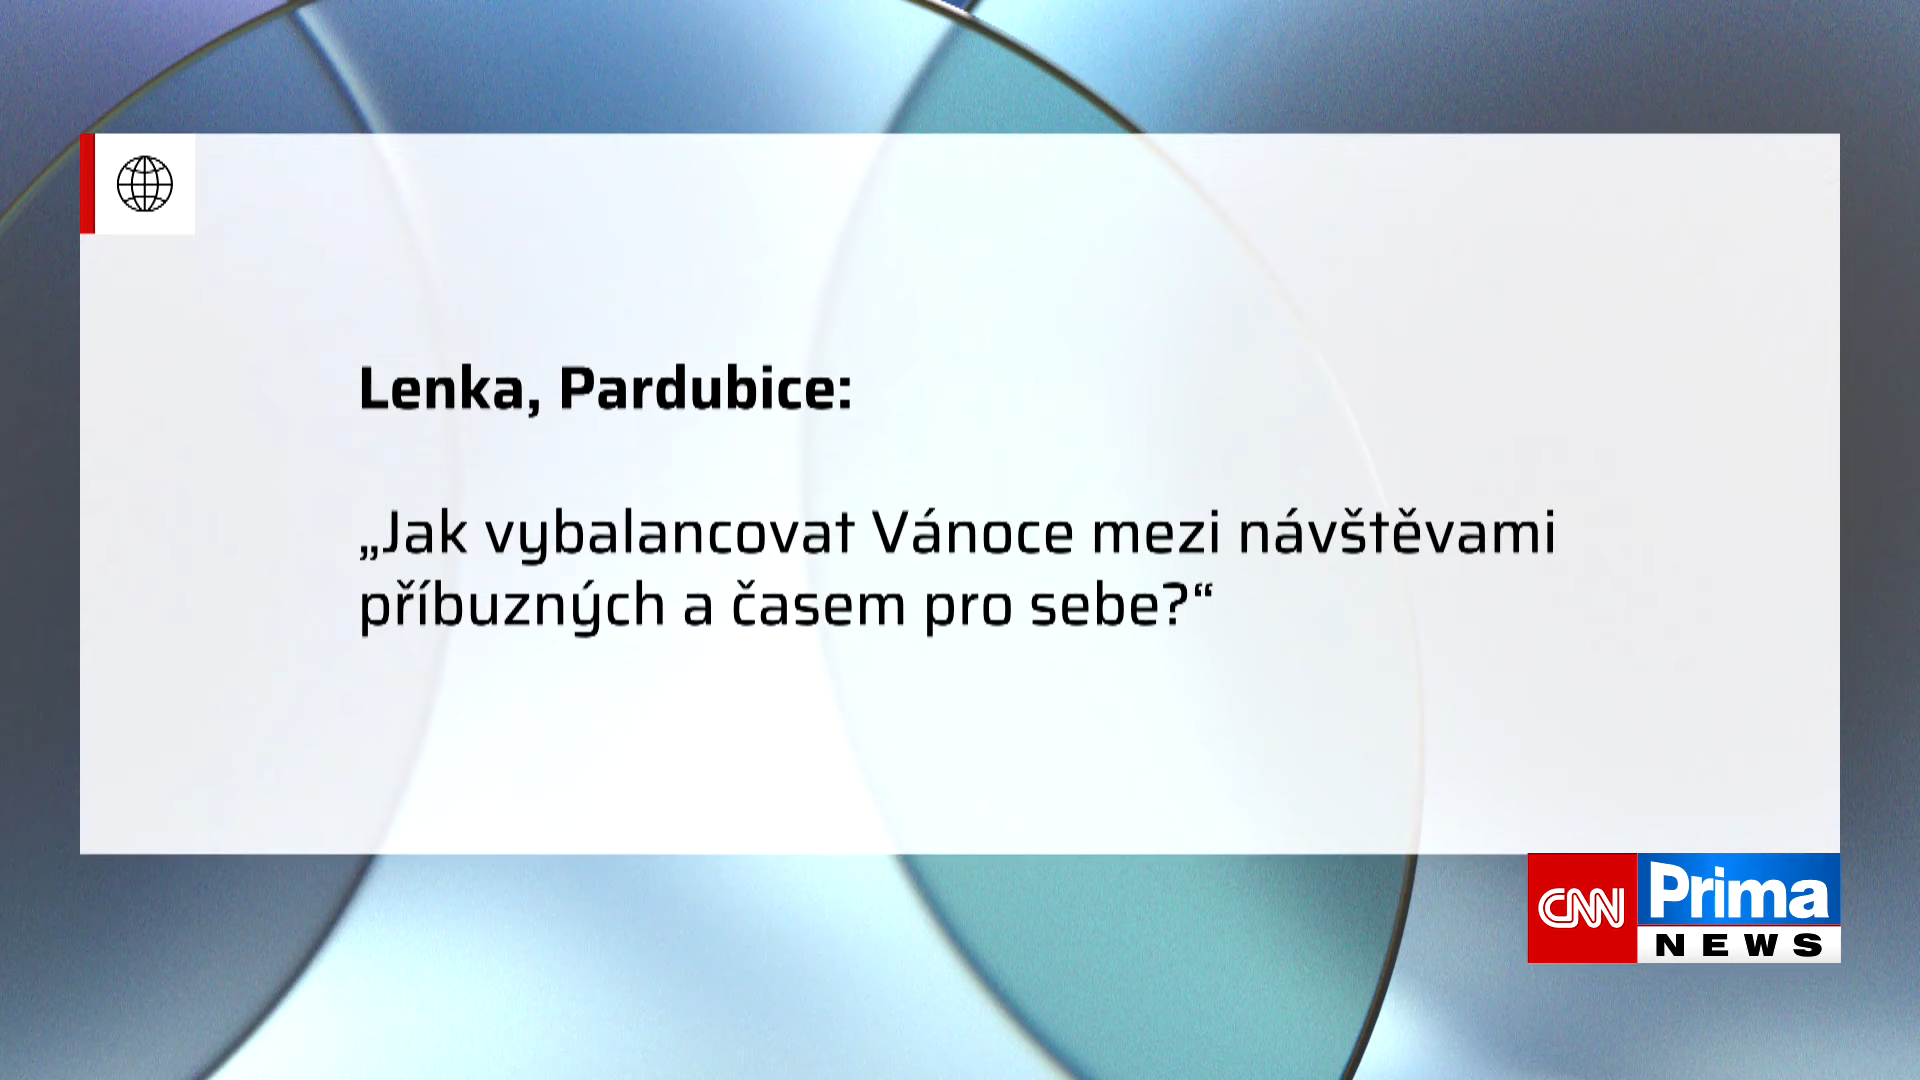 Lenka, Pardubice:
„Jak vybalancovat Vánoce mezi návštěvami
příbuzných a časem pro sebe?“
CNN Prima
NEWS